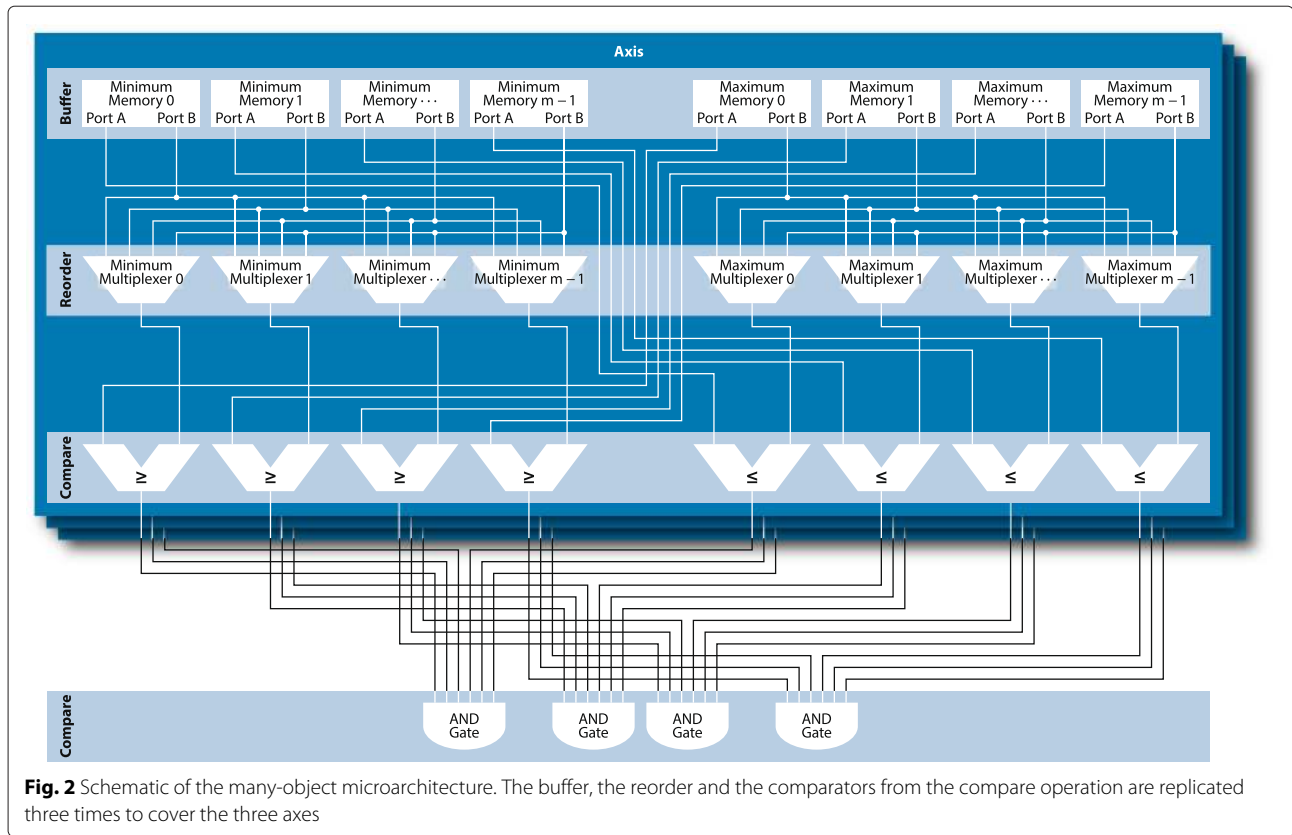 Axis
Buffer
Minimum Memory 0
Port A Port B
Minimum Memory 1
Port A Port B
Minimum Memory ···
Port A Port B
Minimum Memory m − 1
Port A Port B
Maximum Memory 0
Port A Port B
Maximum Memory 1
Port A Port B
Maximum Memory ···
Port A Port B
Maximum Memory m − 1
Port A Port B
Reorder
Minimum Multiplexer 0
Minimum Multiplexer 1
Minimum Multiplexer ···
Minimum Multiplexer m − 1
Maximum Multiplexer 0
Maximum Multiplexer 1
Maximum Multiplexer ···
Maximum Multiplexer m − 1
Compare
≥ ≥ ≥ ≥ ≤ ≤ ≤ ≤
Compare
AND Gate
AND Gate
AND Gate
AND Gate
Fig. 2 Schematic of the many-object microarchitecture. The buffer, the reorder and the comparators from the compare operation are replicated
three times to cover the three axes